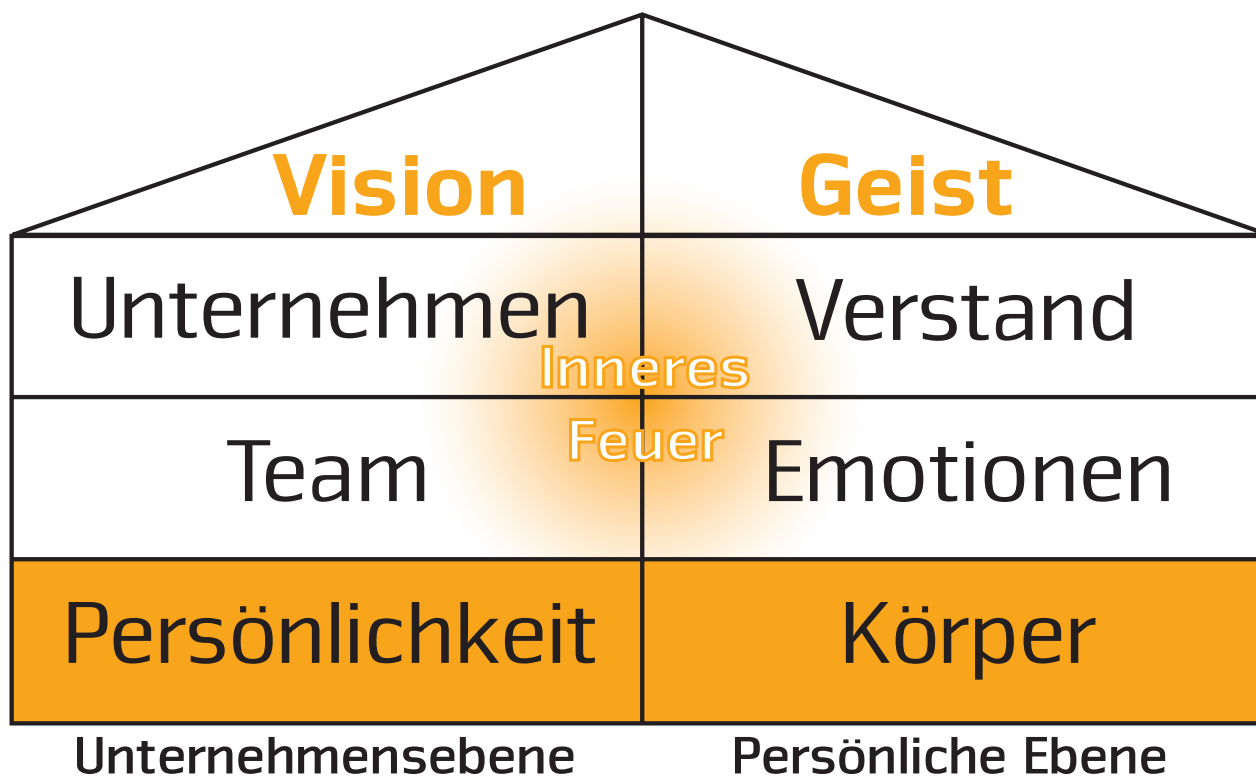 Vision Geist
Unternehmen Verstand
Inneres
Feuer
Team Emotionen
Persönlichkeit Körper
Unternehmensebene Persönliche Ebene